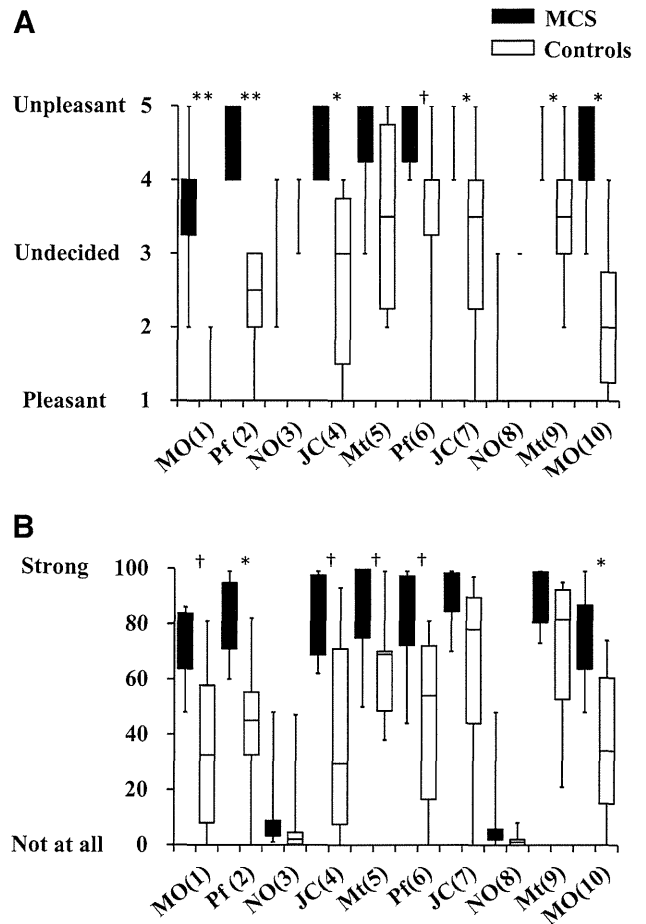 A
MCS
Controls
Unpleasant 5
** ** * † * * *
4
Undecided 3
2
Pleasant 1
MO(1) Pf (2) NO(3) JC(4) Mt(5) Pf(6) JC(7) NO(8) Mt(9) MO(10)
B
Strong 100
† * † † † *
80
60
40
20
Not at all 0
MO(1) Pf (2) NO(3) JC(4) Mt(5) Pf(6) JC(7) NO(8) Mt(9) MO(10)